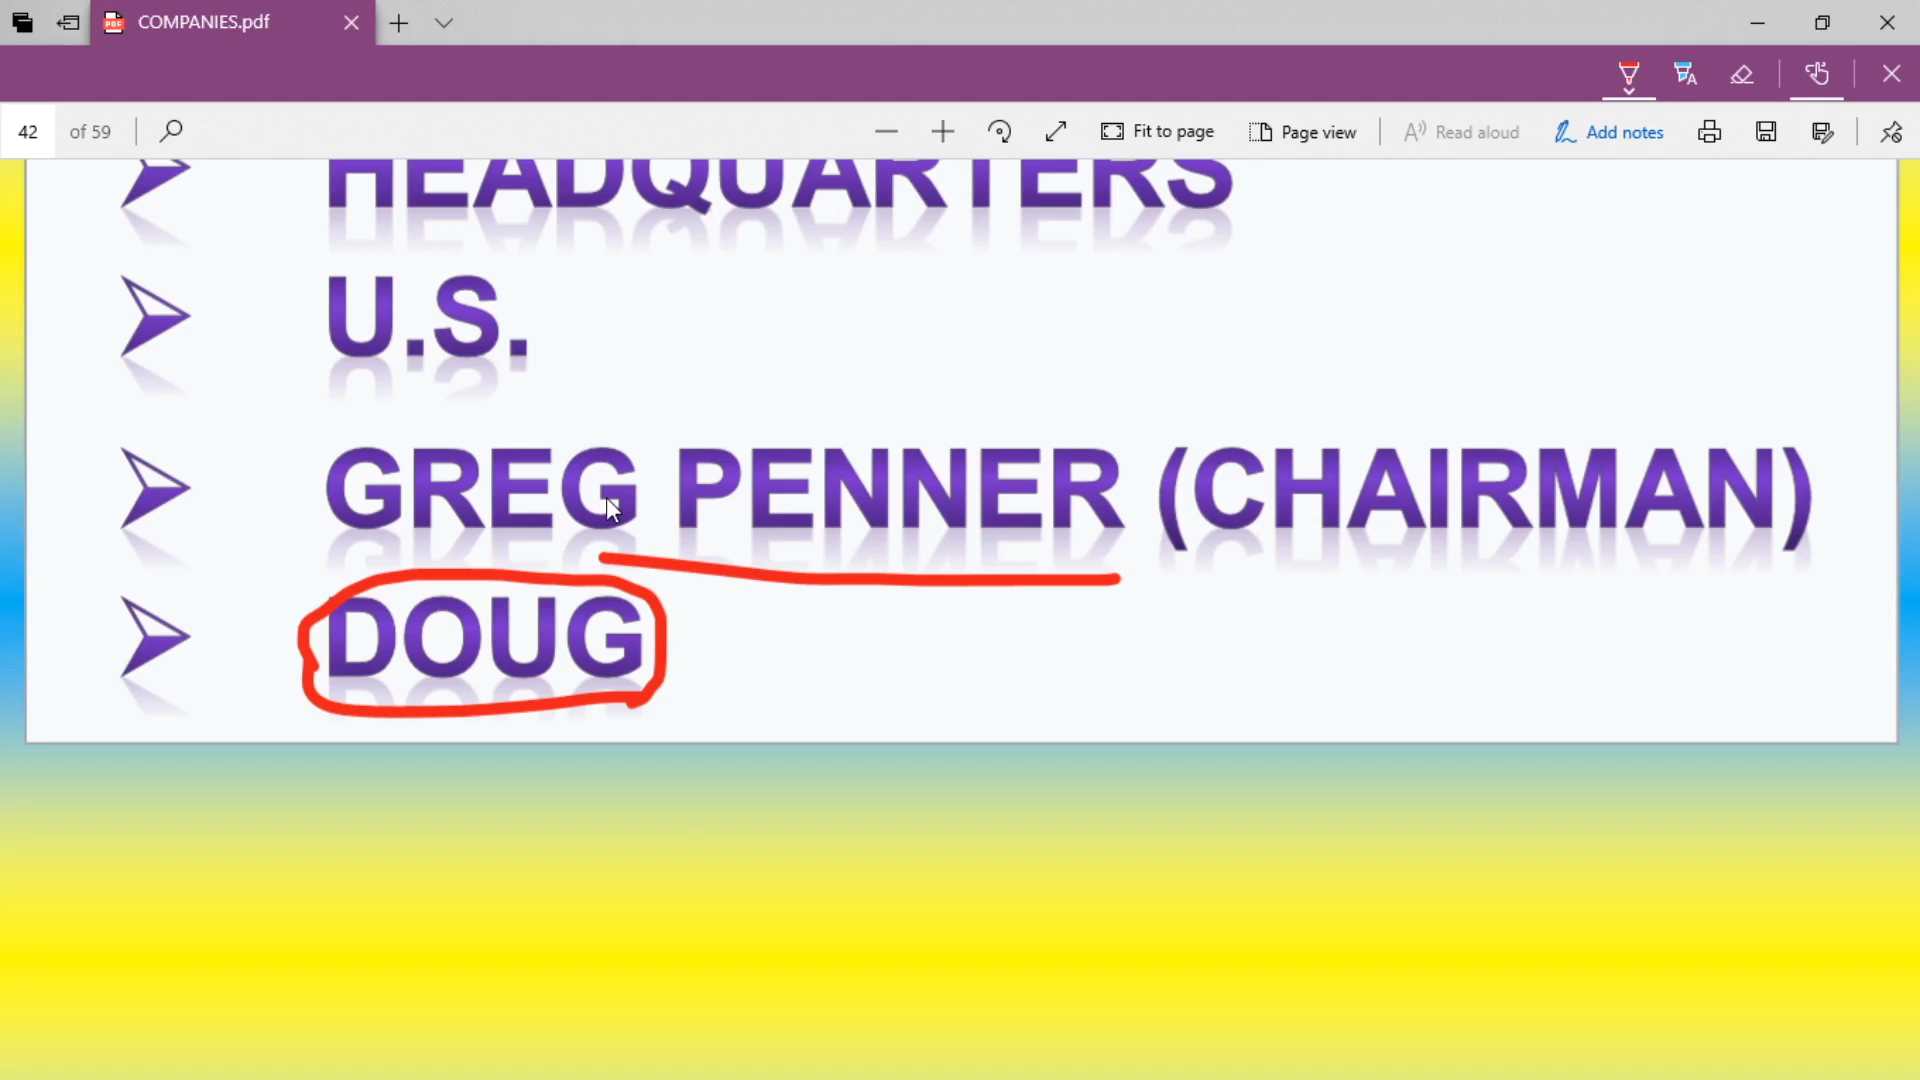 COMPANIES.pdf
42 of 59
Fit to page
Page view
Read aloud
Add notes
HEADQUARTERS
U.S.
GREG PENNER (CHAIRMAN)
DOUG